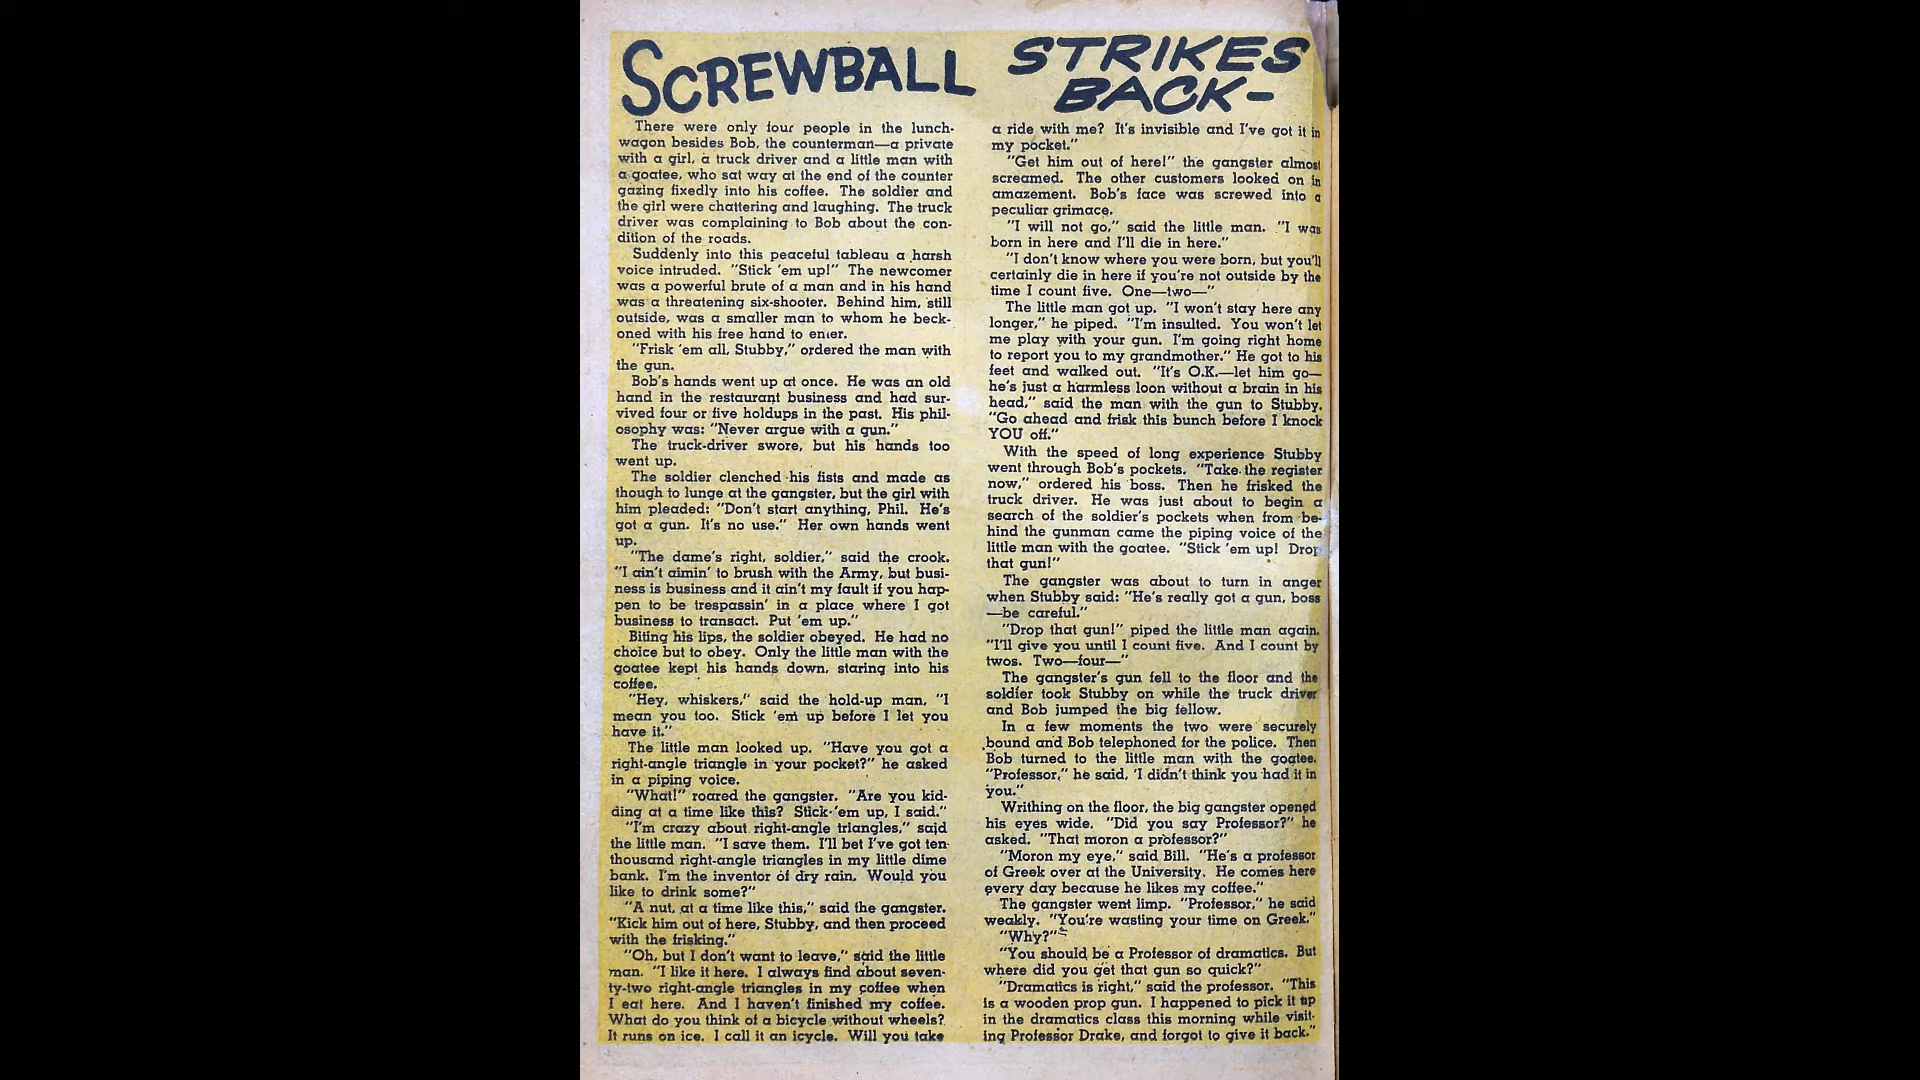 SCREWBALL STRIKES
BACK-
There were only four people in the lunch-
wagon besides Bob, the counterman—a private
with a girl, a truck driver and a little man with
a goatee, who sat way at the end of the counter
gazing fixedly into his coffee. The soldier and
the girl were chattering and laughing. The truck
driver was complaining to Bob about the con-
dition of the roads.
Suddenly into this peaceful tableau a harsh
voice intruded. "Stick 'em up!" The newcomer
was a powerful brute of a man and in his hand
was a threatening six-shooter. Behind him, still
outside, was a smaller man to whom he beck-
oned with his free hand to enter.
"Frisk 'em all, Stubby," ordered the man with
the gun.
Bob's hands went up at once. He was an old
hand in the restaurant business and had sur-
vived four or five holdups in the past. His phil-
osophy was: "Never argue with a gun."
The truck-driver swore, but his hands too
went up.
The soldier clenched his fists and made as
though to lunge at the gangster, but the girl with
him pleaded: "Don't start anything, Phil. He's
got a gun. It's no use." Her own hands went
up.
"The dame's right, soldier," said the crook.
"I ain't aimin' to brush with the Army, but busi-
ness is business and it ain't my fault if you hap-
pen to be trespassin' in a place where I got
business to transact. Put 'em up."
Biting his lips, the soldier obeyed. He had no
choice but to obey. Only the little man with the
goatee kept his hands down, staring into his
coffee.
"Hey, whiskers," said the hold-up man, "I
mean you too. Stick 'em up before I let you
have it."
The little man looked up. "Have you got a
right-angle triangle in your pocket?" he asked
in a piping voice.
"What!" roared the gangster. "Are you kid-
ding at a time like this? Stick 'em up, I said."
"I'm crazy about right-angle triangles," said
the little man. "I save them. I'll bet I've got ten-
thousand right-angle triangles in my little dime
bank. I'm the inventor of dry rain. Would you
like to drink some?"
"A nut, at a time like this," said the gangster.
"Kick him out of here, Stubby, and then proceed
with the frisking."
"Oh, but I don't want to leave," said the little
man. "I like it here. I always find about seven-
ty-two right-angle triangles in my coffee when
I eat here. And I haven't finished my coffee.
What do you think of a bicycle without wheels?
It runs on ice. I call it an icycle. Will you take
a ride with me? It's invisible and I've got it in
my pocket."
"Get him out of here!" the gangster almost
screamed. The other customers looked on in
amazement. Bob's face was screwed into a
peculiar grimace.
"I will not go," said the little man. "I was
born in here and I'll die in here."
"I don't know where you were born, but you'll
certainly die in here if you're not outside by the
time I count five. One—two—"
The little man got up. "I won't stay here any
longer," he piped. "I'm insulted. You won't let
me play with your gun. I'm going right home
to report you to my grandmother." He got to his
feet and walked out. "It's O.K.—let him go—
he's just a harmless loon without a brain in his
head," said the man with the gun to Stubby.
"Go ahead and frisk this bunch before I knock
YOU off."
With the speed of long experience Stubby
went through Bob's pockets. "Take the register
now," ordered his boss. Then he frisked the
truck driver. He was just about to begin a
search of the soldier's pockets when from be-
hind the gunman came the piping voice of the
little man with the goatee. "Stick 'em up! Drop
that gun!"
The gangster was about to turn in anger
when Stubby said: "He's really got a gun, boss
—be careful."
"Drop that gun!" piped the little man again.
"I'll give you until I count five. And I count by
twos. Two—four—"
The gangster's gun fell to the floor and the
soldier took Stubby on while the truck driver
and Bob jumped the big fellow.
In a few moments the two were securely
bound and Bob telephoned for the police. Then
Bob turned to the little man with the goatee.
"Professor," he said, 'I didn't think you had it in
you."
Writhing on the floor, the big gangster opened
his eyes wide. "Did you say Professor?" he
asked. "That moron a professor?"
"Moron my eye," said Bill. "He's a professor
of Greek over at the University. He comes here
every day because he likes my coffee."
The gangster went limp. "Professor," he said
weakly. "You're wasting your time on Greek."
"Why?"
"You should be a Professor of dramatics. But
where did you get that gun so quick?"
"Dramatics is right," said the professor. "This
is a wooden prop gun. I happened to pick it up
in the dramatics class this morning while visit-
ing Professor Drake, and forgot to give it back."